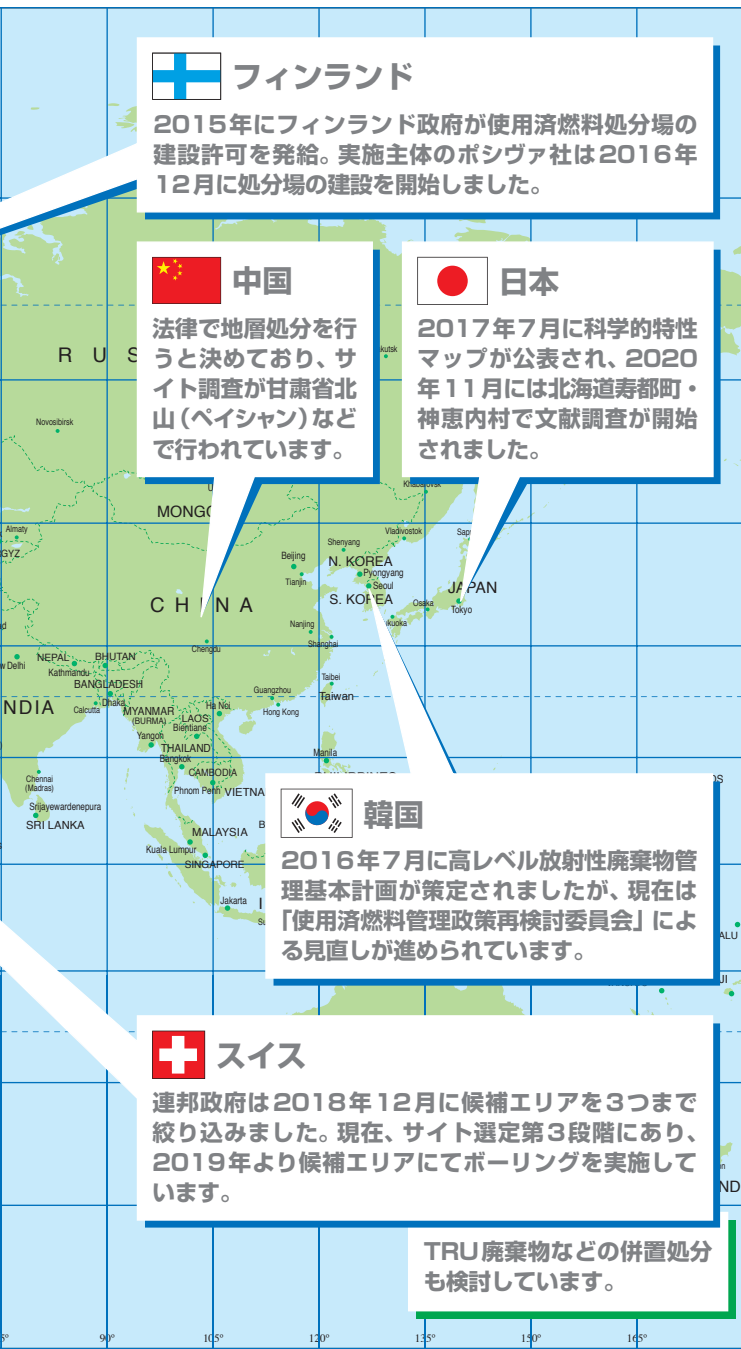 フィンランド
2015年にフィンランド政府が使用済燃料処分場の
建設許可を発給。実施主体のポシヴァ社は2016年
12月に処分場の建設を開始しました。
中国
法律で地層処分を行
うと決めており、サ
イト調査が甘粛省北
山（ペイシャン）など
で行われています。
日本
2017年7月に科学的特性
マップが公表され、2020
年11月には北海道寿都町・
神恵内村で文献調査が開始
されました。
R U S
kutsk
Novosibirsk
MONG
Almaty
GYZ
Vladivostok
Shenyang
Beijing
N. KOREA
Pyongyang
Tianjin
Seoul
S. KOREA
JAPAN
CHINA
Osaka
Tokyo
Nanjing
Shanghai
Chengdu
w Delhi
NEPAL
BHUTAN
Kathmandu
BANGLADESH
Taibei
Taiwan
Guangzhou
Hong Kong
NDIA
Calcutta
Dhaka
MYANMAR
(BURMA)
LAOS
Ha Noi
Bientiane
Yangon
THAILAND
Bangkok
Manila
CAMBODIA
Phnom Penh
VIETNA
Chennai
(Madras)
Srijayewardenepura
SRI LANKA
MALAYSIA
Kuala Lumpur
SINGAPORE
Jakarta
韓国
2016年7月に高レベル放射性廃棄物管
理基本計画が策定されましたが、現在は
「使用済燃料管理政策再検討委員会」によ
る見直しが進められています。
ALU
JI
スイス
連邦政府は2018年12月に候補エリアを3つまで
絞り込みました。現在、サイト選定第3段階にあり、
2019年より候補エリアにてボーリングを実施して
います。
ND
TRU廃棄物などの併置処分
も検討しています。
90° 105° 120° 135° 150° 165°